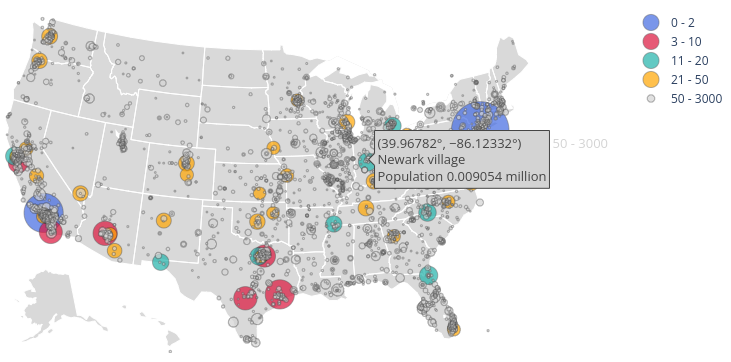 0 - 2
3 - 10
11 - 20
21 - 50
50 - 3000
(39.96782°, −86.12332°)
Newark village
Population 0.009054 million
50 - 3000